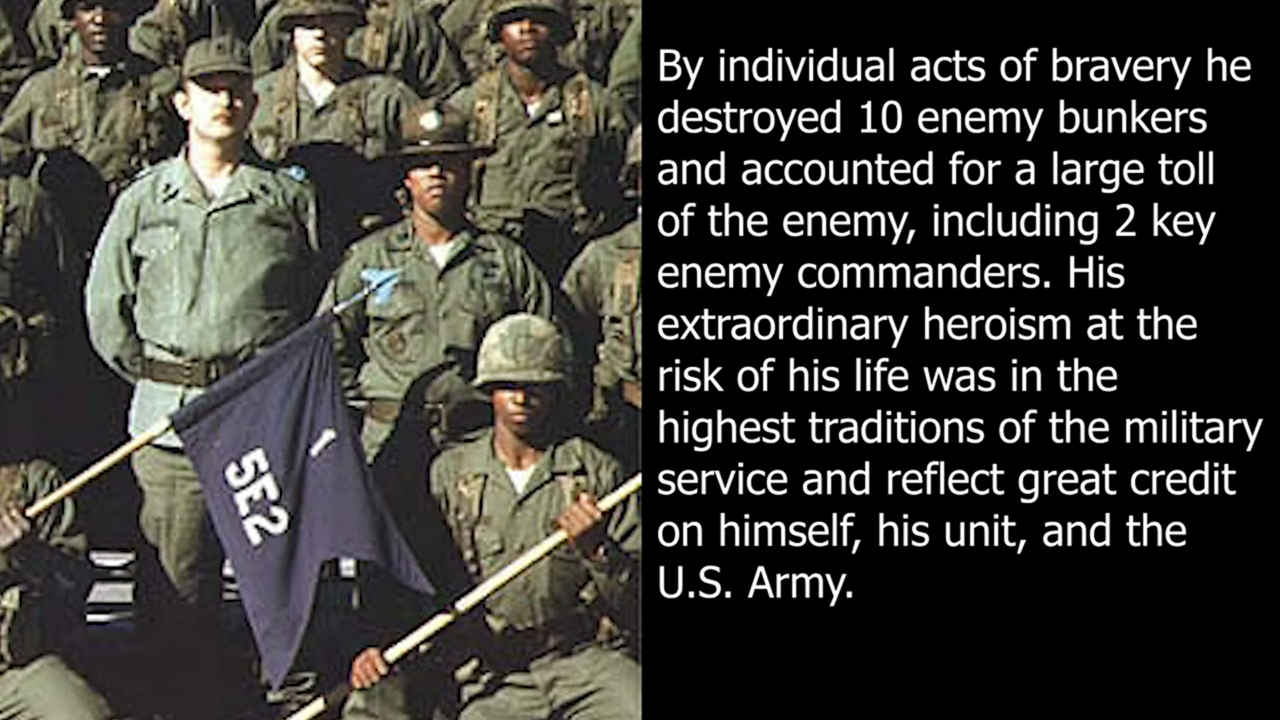 By individual acts of bravery he
destroyed 10 enemy bunkers
and accounted for a large toll
of the enemy, including 2 key
enemy commanders. His
extraordinary heroism at the
risk of his life was in the
highest traditions of the military
service and reflect great credit
on himself, his unit, and the
U.S. Army.
1
5E2